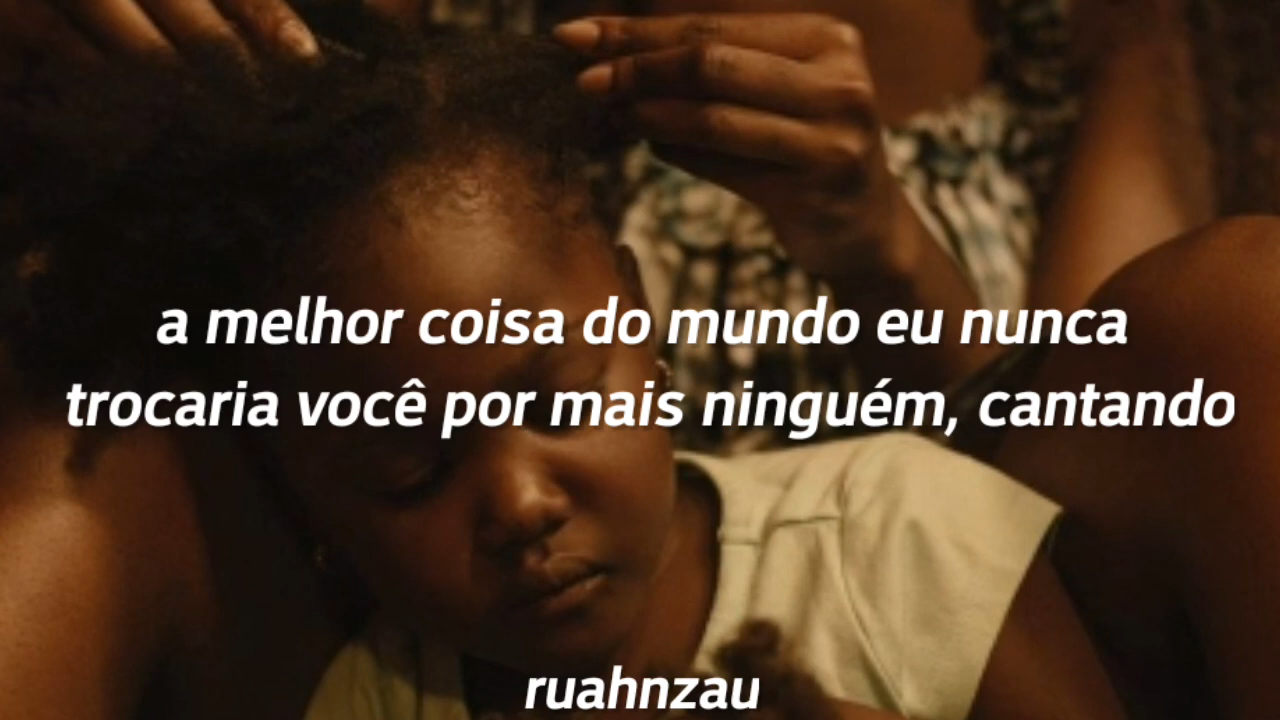 a melhor coisa do mundo eu nunca
trocaria você por mais ninguém, cantando
ruahnzau